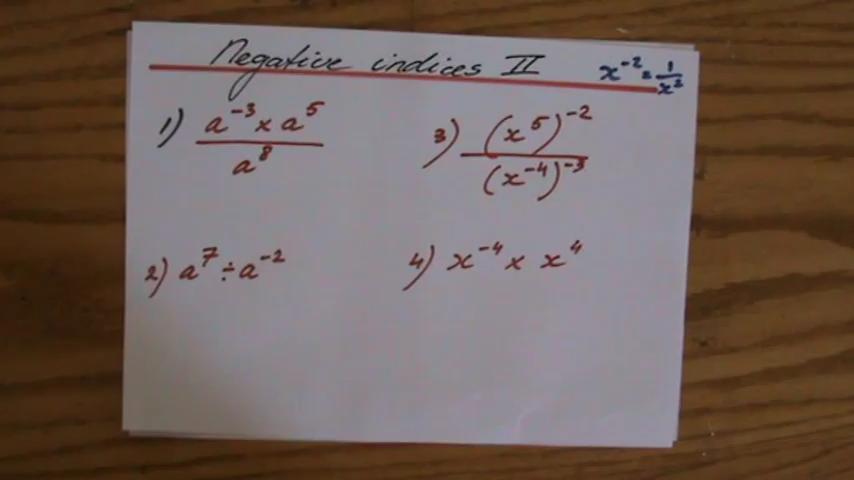 Negative indices II
x⁻² = 1/x²
1) (a⁻³ × a⁵)/a⁸
2) a⁷ ÷ a⁻²
3) (x⁵)⁻²/(x⁻⁴)⁻³
4) x⁻⁴ × x⁴